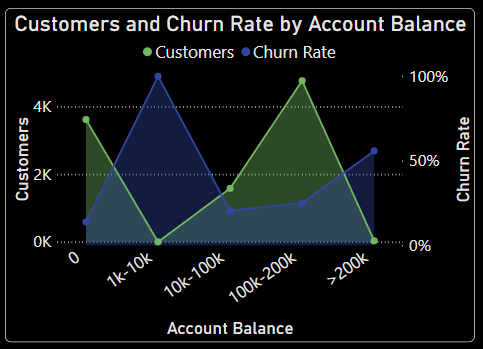 Customers and Churn Rate by Account Balance
Customers Churn Rate
4K
2K
0K
Customers
100%
50%
0%
Churn Rate
0
1k-10k
10k-100k
100k-200k
>200k
Account Balance